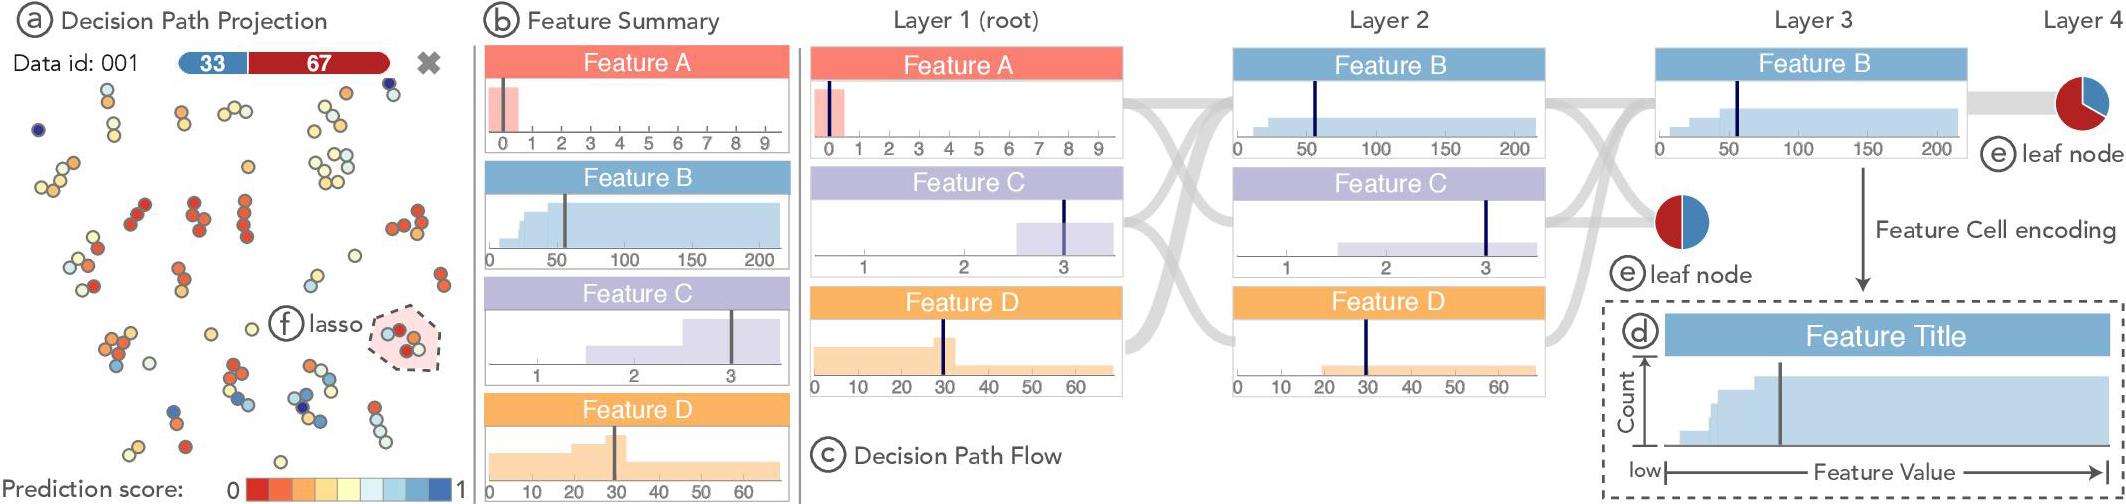 a Decision Path Projection
Data id: 001 33 67 ✖
f lasso
Prediction score: 0 1
b Feature Summary
Feature A
0 1 2 3 4 5 6 7 8 9
Feature B
0 50 100 150 200
Feature C
1 2 3
Feature D
0 10 20 30 40 50 60
Layer 1 (root)
Feature A
0 1 2 3 4 5 6 7 8 9
Feature C
1 2 3
Feature D
0 10 20 30 40 50 60
c Decision Path Flow
Layer 2
Feature B
0 50 100 150 200
Feature C
1 2 3
Feature D
0 10 20 30 40 50 60
Layer 3
Feature B
0 50 100 150 200
e leaf node
Layer 4
e leaf node
Feature Cell encoding
d Feature Title
Count
low Feature Value